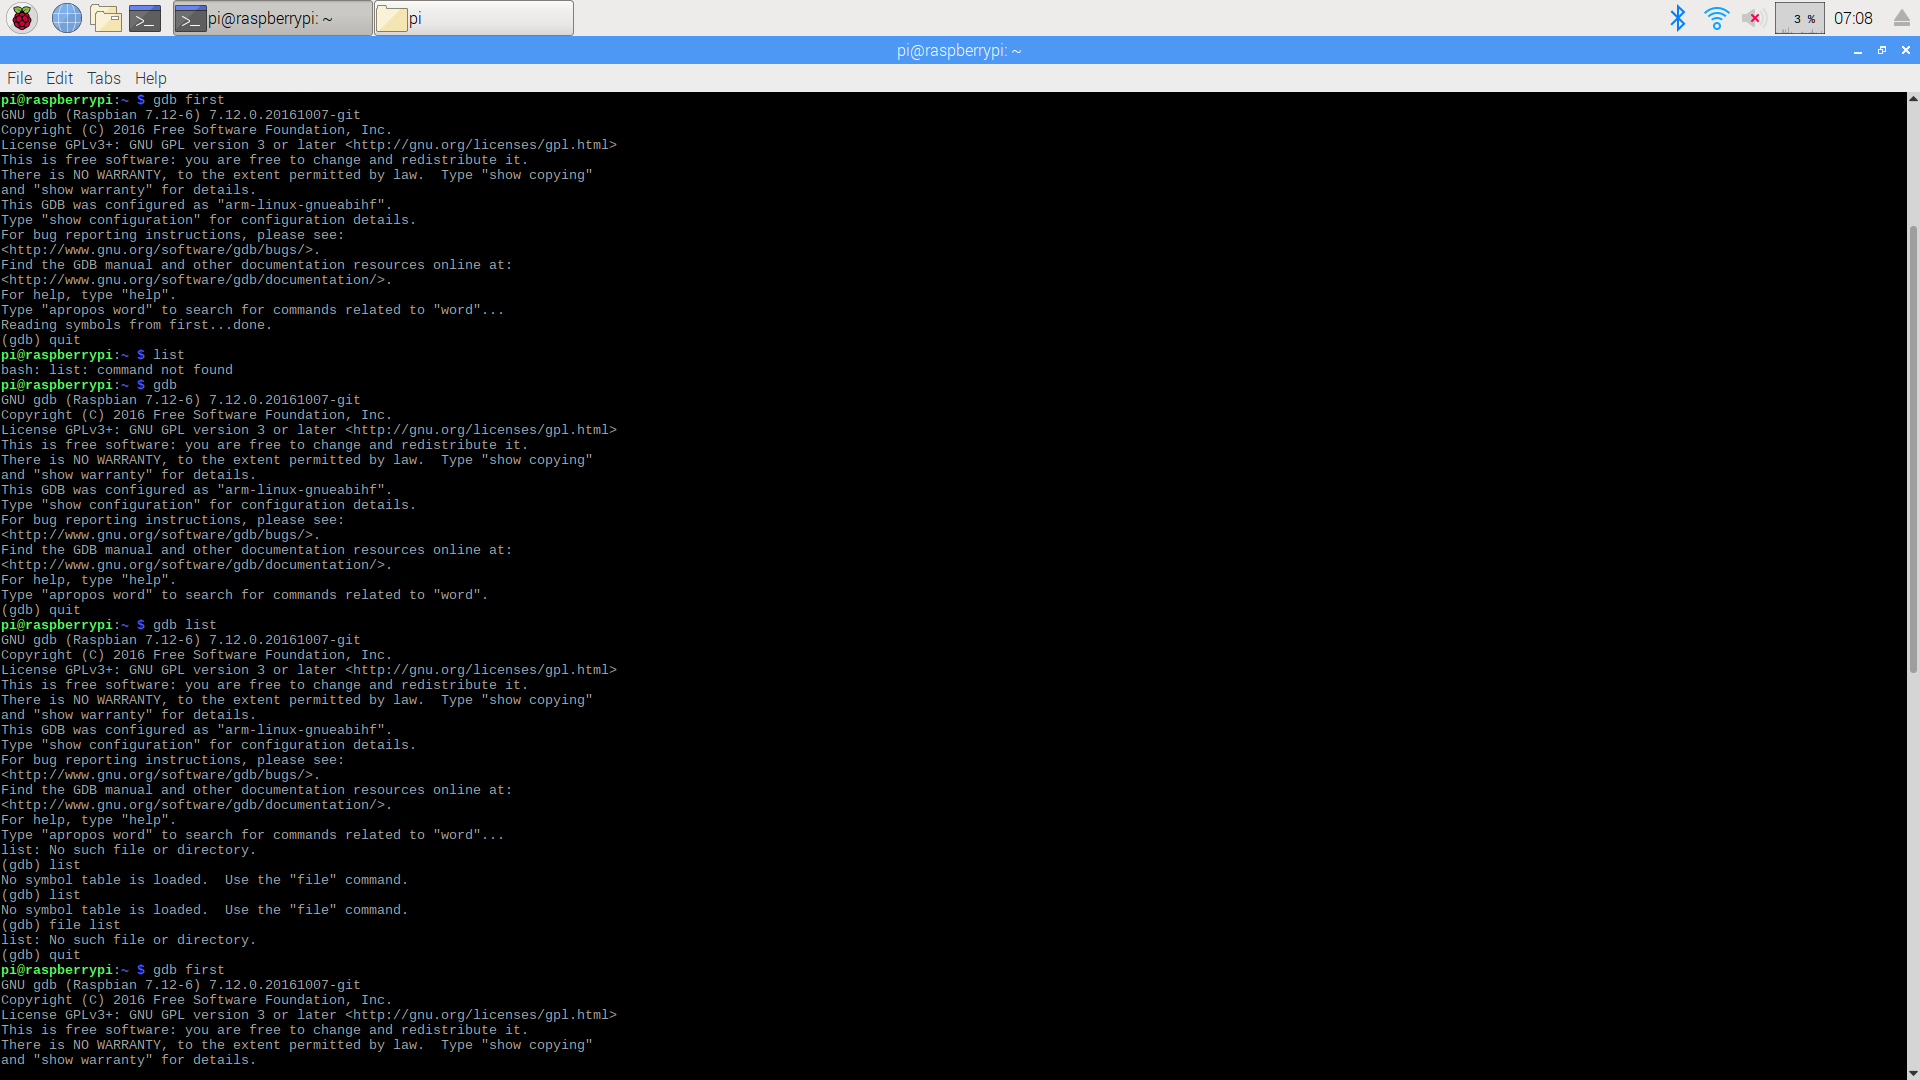 pi@raspberrypi: ~
pi
3 %
07:08
pi@raspberrypi: ~
File Edit Tabs Help
pi@raspberrypi:~ $ gdb first
GNU gdb (Raspbian 7.12-6) 7.12.0.20161007-git
Copyright (C) 2016 Free Software Foundation, Inc.
License GPLv3+: GNU GPL version 3 or later <http://gnu.org/licenses/gpl.html>
This is free software: you are free to change and redistribute it.
There is NO WARRANTY, to the extent permitted by law.  Type "show copying"
and "show warranty" for details.
This GDB was configured as "arm-linux-gnueabihf".
Type "show configuration" for configuration details.
For bug reporting instructions, please see:
<http://www.gnu.org/software/gdb/bugs/>.
Find the GDB manual and other documentation resources online at:
<http://www.gnu.org/software/gdb/documentation/>.
For help, type "help".
Type "apropos word" to search for commands related to "word"...
Reading symbols from first...done.
(gdb) quit
pi@raspberrypi:~ $ list
bash: list: command not found
pi@raspberrypi:~ $ gdb
GNU gdb (Raspbian 7.12-6) 7.12.0.20161007-git
Copyright (C) 2016 Free Software Foundation, Inc.
License GPLv3+: GNU GPL version 3 or later <http://gnu.org/licenses/gpl.html>
This is free software: you are free to change and redistribute it.
There is NO WARRANTY, to the extent permitted by law.  Type "show copying"
and "show warranty" for details.
This GDB was configured as "arm-linux-gnueabihf".
Type "show configuration" for configuration details.
For bug reporting instructions, please see:
<http://www.gnu.org/software/gdb/bugs/>.
Find the GDB manual and other documentation resources online at:
<http://www.gnu.org/software/gdb/documentation/>.
For help, type "help".
Type "apropos word" to search for commands related to "word".
(gdb) quit
pi@raspberrypi:~ $ gdb list
GNU gdb (Raspbian 7.12-6) 7.12.0.20161007-git
Copyright (C) 2016 Free Software Foundation, Inc.
License GPLv3+: GNU GPL version 3 or later <http://gnu.org/licenses/gpl.html>
This is free software: you are free to change and redistribute it.
There is NO WARRANTY, to the extent permitted by law.  Type "show copying"
and "show warranty" for details.
This GDB was configured as "arm-linux-gnueabihf".
Type "show configuration" for configuration details.
For bug reporting instructions, please see:
<http://www.gnu.org/software/gdb/bugs/>.
Find the GDB manual and other documentation resources online at:
<http://www.gnu.org/software/gdb/documentation/>.
For help, type "help".
Type "apropos word" to search for commands related to "word"...
list: No such file or directory.
(gdb) list
No symbol table is loaded.  Use the "file" command.
(gdb) list
No symbol table is loaded.  Use the "file" command.
(gdb) file list
list: No such file or directory.
(gdb) quit
pi@raspberrypi:~ $ gdb first
GNU gdb (Raspbian 7.12-6) 7.12.0.20161007-git
Copyright (C) 2016 Free Software Foundation, Inc.
License GPLv3+: GNU GPL version 3 or later <http://gnu.org/licenses/gpl.html>
This is free software: you are free to change and redistribute it.
There is NO WARRANTY, to the extent permitted by law.  Type "show copying"
and "show warranty" for details.